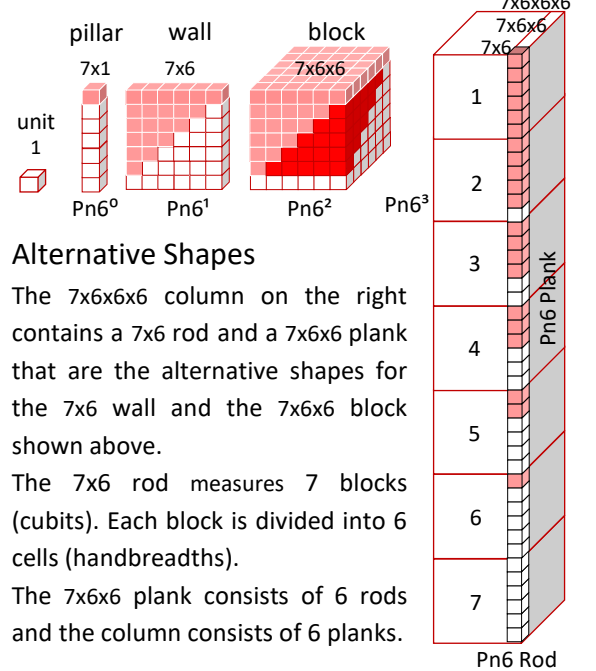 pillar wall block
7x1 7x6 7x6x6
unit
1
Pn6⁰ Pn6¹ Pn6² Pn6³
Alternative Shapes
The 7x6x6x6 column on the right
contains a 7x6 rod and a 7x6x6 plank
that are the alternative shapes for
the 7x6 wall and the 7x6x6 block
shown above.
The 7x6 rod measures 7 blocks
(cubits). Each block is divided into 6
cells (handbreadths).
The 7x6x6 plank consists of 6 rods
and the column consists of 6 planks.
7x6x6x6
7x6x6
7x6
1
2
3
4
5
6
7
Pn6 Plank
Pn6 Rod